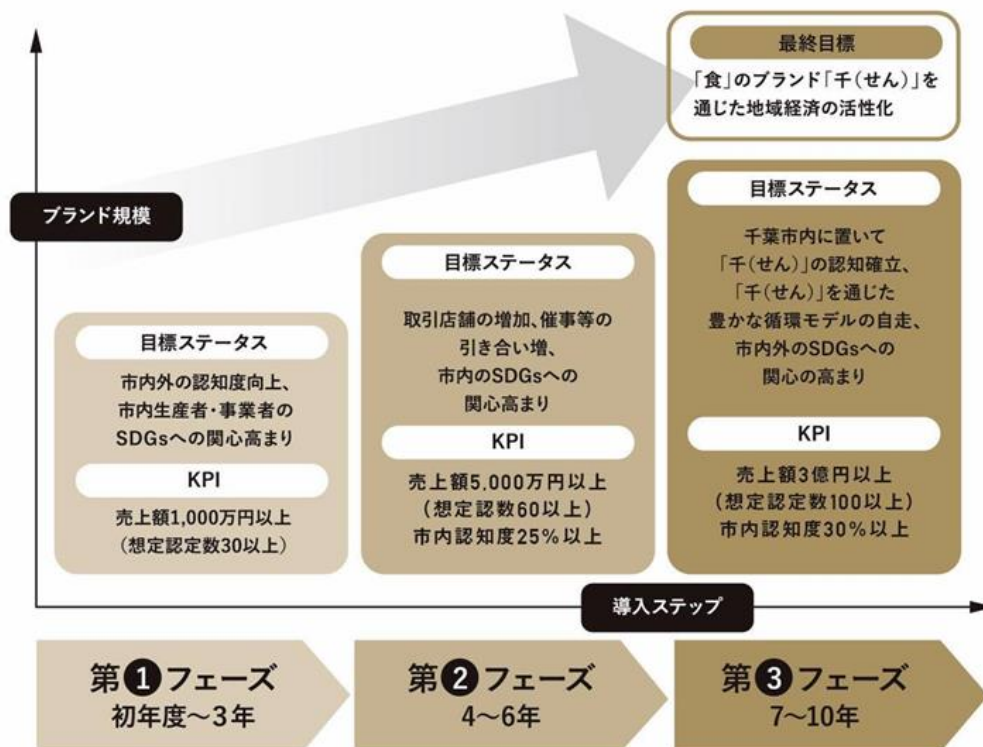 最終目標
「食」のブランド「千(せん)」を
通じた地域経済の活性化
ブランド規模
目標ステータス
市内外の認知度向上、
市内生産者・事業者の
SDGsへの関心高まり
KPI
売上額1,000万円以上
(想定認定数30以上)
目標ステータス
取引店舗の増加、催事等の
引き合い増、
市内のSDGsへの
関心高まり
KPI
売上額5,000万円以上
(想定認数60以上)
市内認知度25%以上
目標ステータス
千葉市内に置いて
「千(せん)」の認知確立、
「千(せん)」を通じた
豊かな循環モデルの自走、
市内外のSDGsへの
関心の高まり
KPI
売上額3億円以上
(想定認定数100以上)
市内認知度30%以上
導入ステップ
第1フェーズ
初年度～3年
第2フェーズ
4～6年
第3フェーズ
7～10年